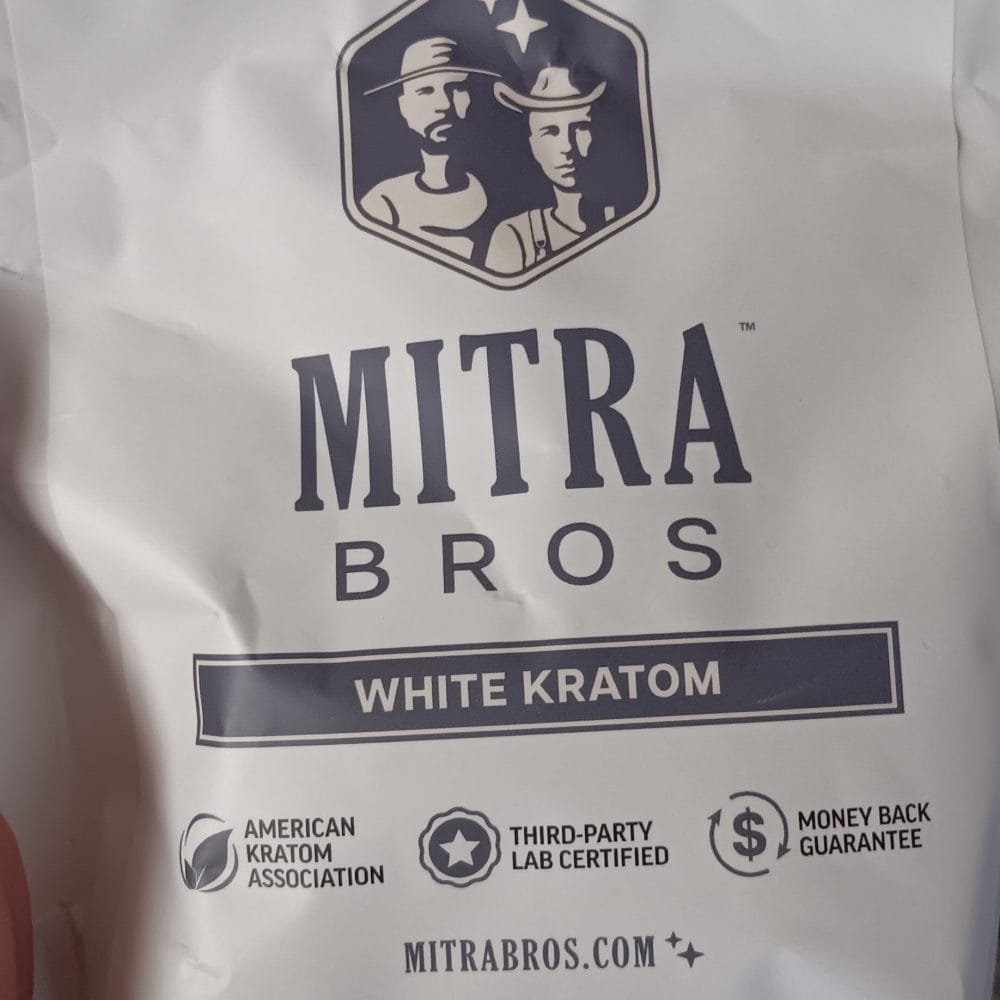 MITRA™
BROS
WHITE KRATOM
AMERICAN
KRATOM
ASSOCIATION
THIRD-PARTY
LAB CERTIFIED
$
MONEY BACK
GUARANTEE
MITRABROS.COM